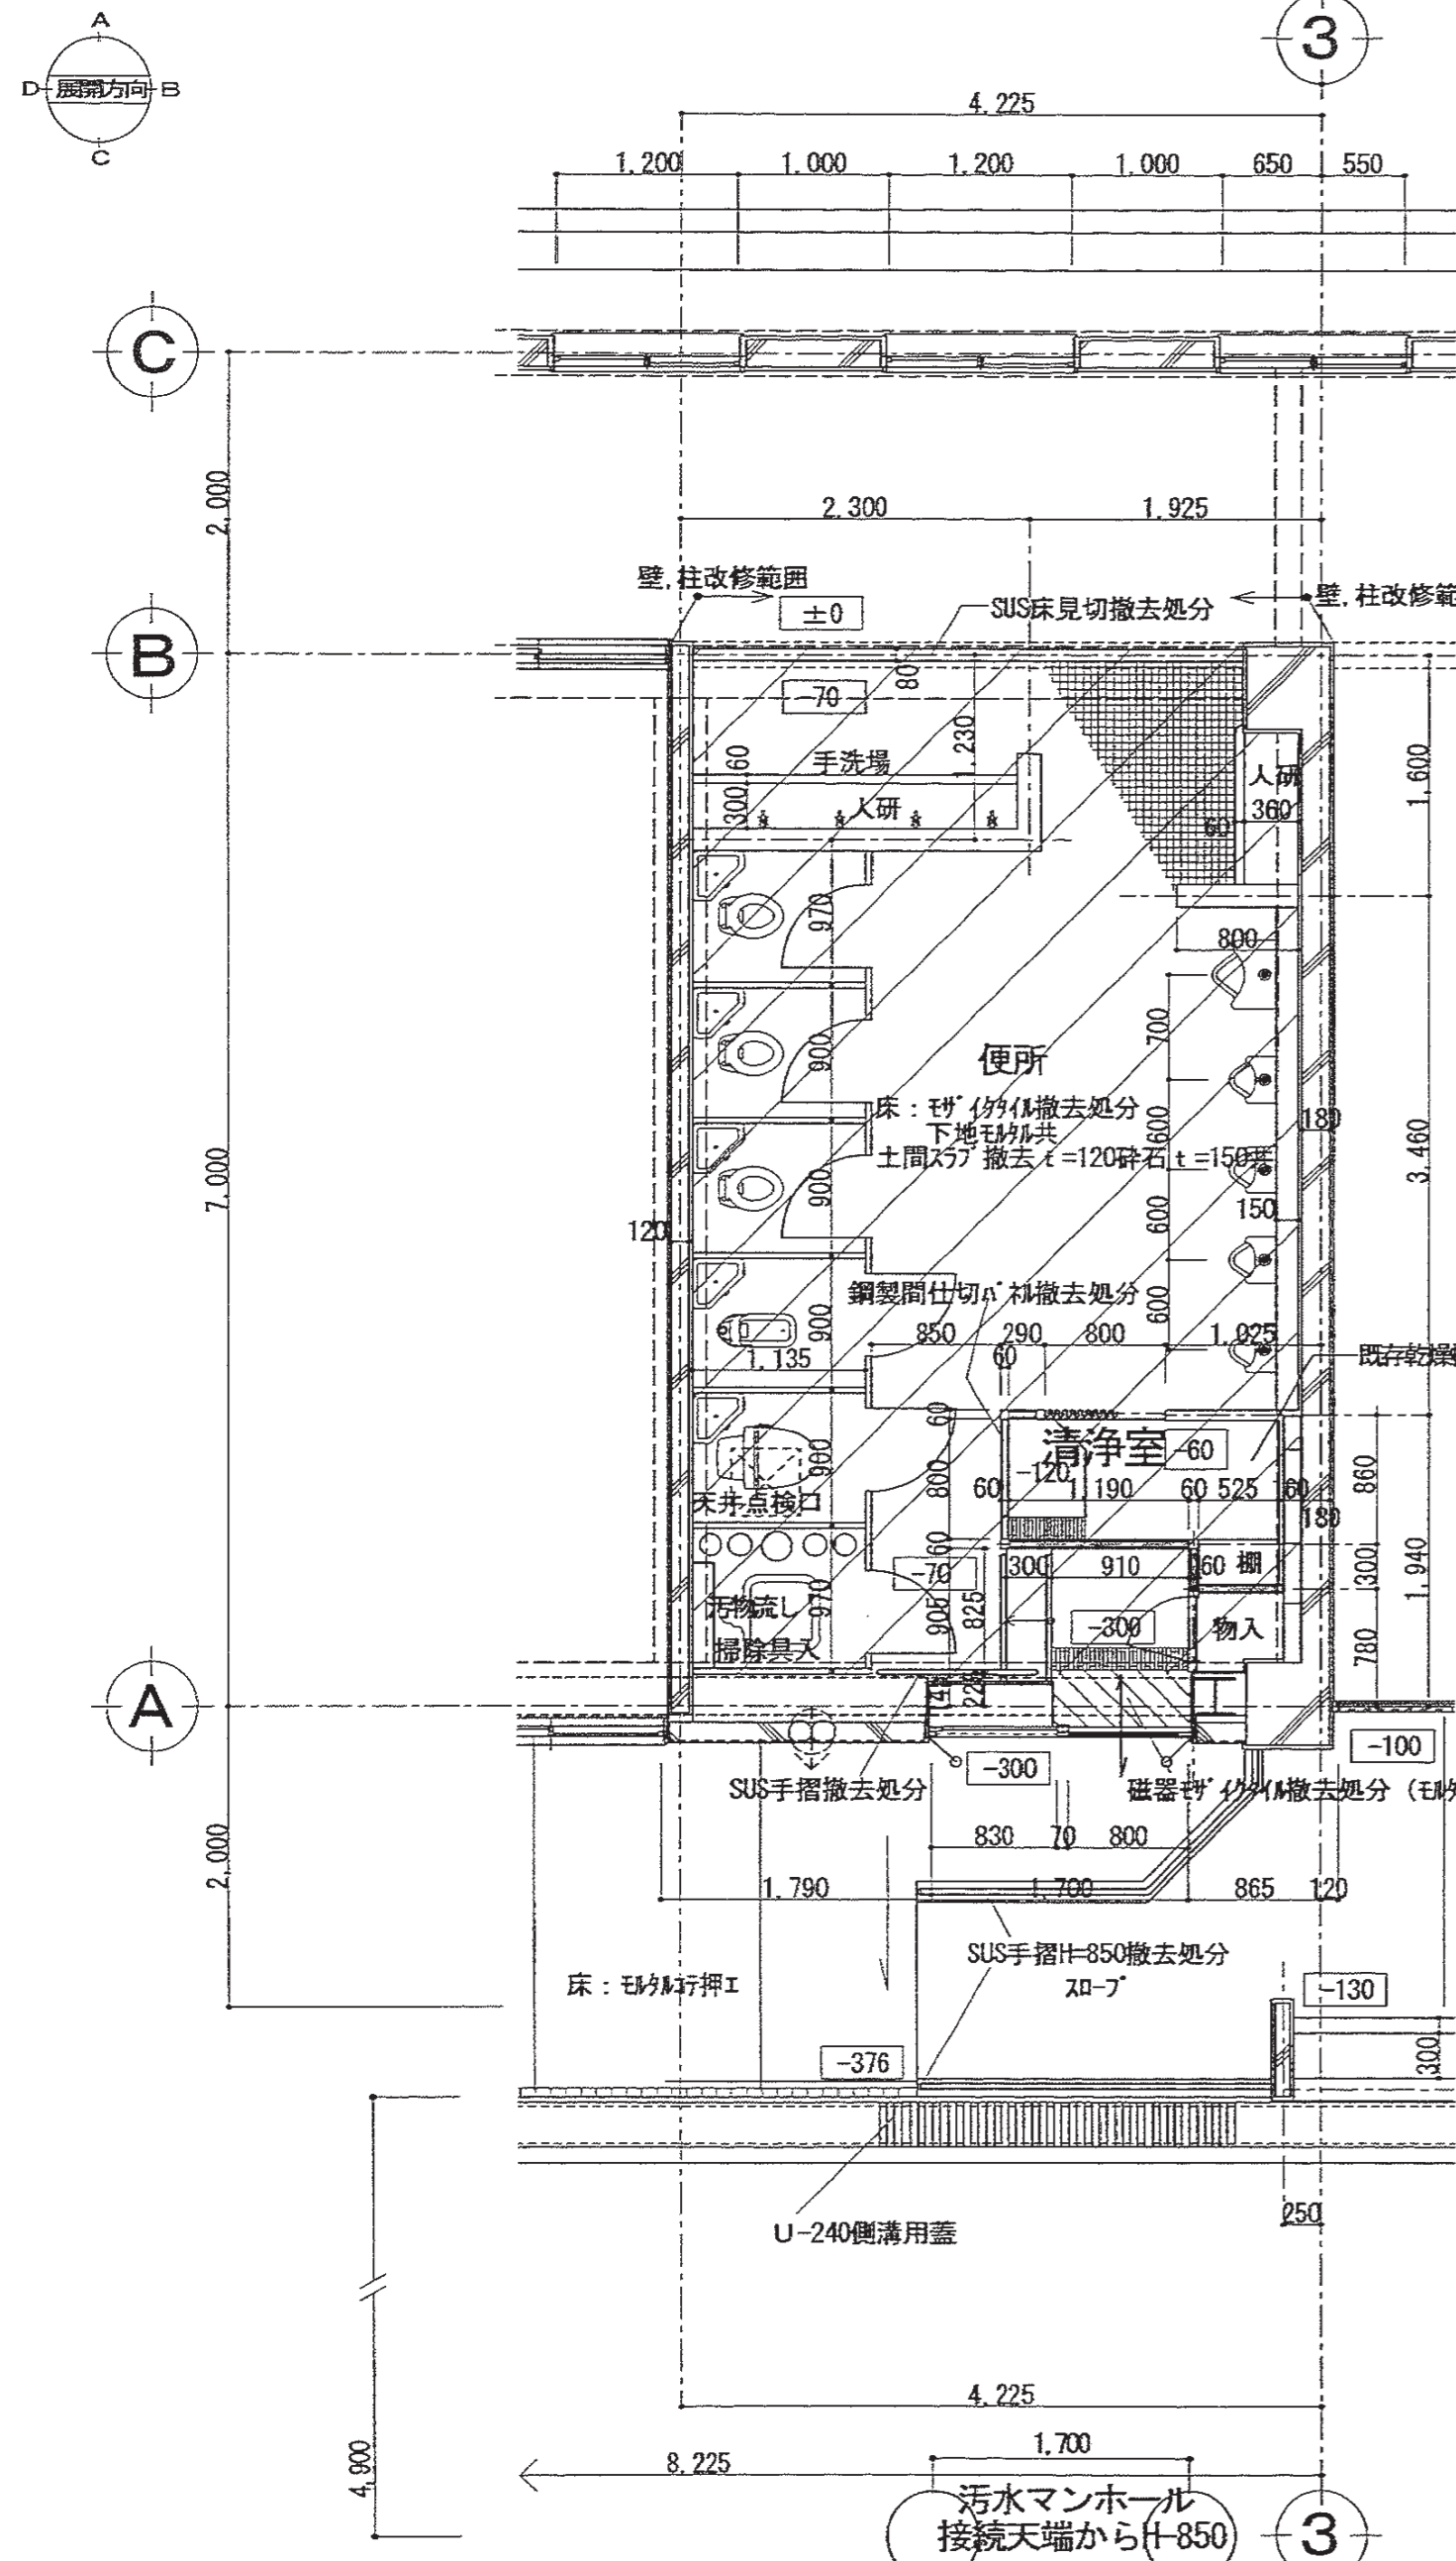 A
D 展開方向 B
C
3
4,225
1,200 1,000 1,200 1,000 650 550
C
2,000
2,300 1,925
壁,柱改修範囲
±0
SUS床見切撤去処分
壁,柱改修範
B
-70
80
230
手洗場
60
300
人研
人研
60 360
1,600
970
800
700
900
便所
床：ﾓｻﾞｲｸﾀｲﾙ撤去処分
下地ﾓﾙﾀﾙ共
土間ｽﾗﾌﾞ撤去 t=120砕石 t=150共
600
180
3,460
7,000
900
600
150
120
鋼製間仕切ﾊﾟﾈﾙ撤去処分
900
600
850 290 800 1,025
60
1,135
既存乾燥
60
清浄室 -60
900
800
-120
60 1,190 60 525 60
860
天井点検口
180
60
-70
300 910 60 棚
300
1,940
汚物流し
970
905
825
-300
物入
780
掃除具入
A
225
-100
-300
SUS手摺撤去処分
磁器ﾓｻﾞｲｸﾀｲﾙ撤去処分（ﾓﾙﾀ
830 70 800
2,000
1,790 1,700 865 120
SUS手摺H=850撤去処分
床：ﾓﾙﾀﾙｺﾃ押ｴ
ｽﾛｰﾌﾟ
-130
-376
300
U-240側溝用蓋
250
4,225
1,700
8,225
4,900
汚水マンホール
接続天端からH-850
3